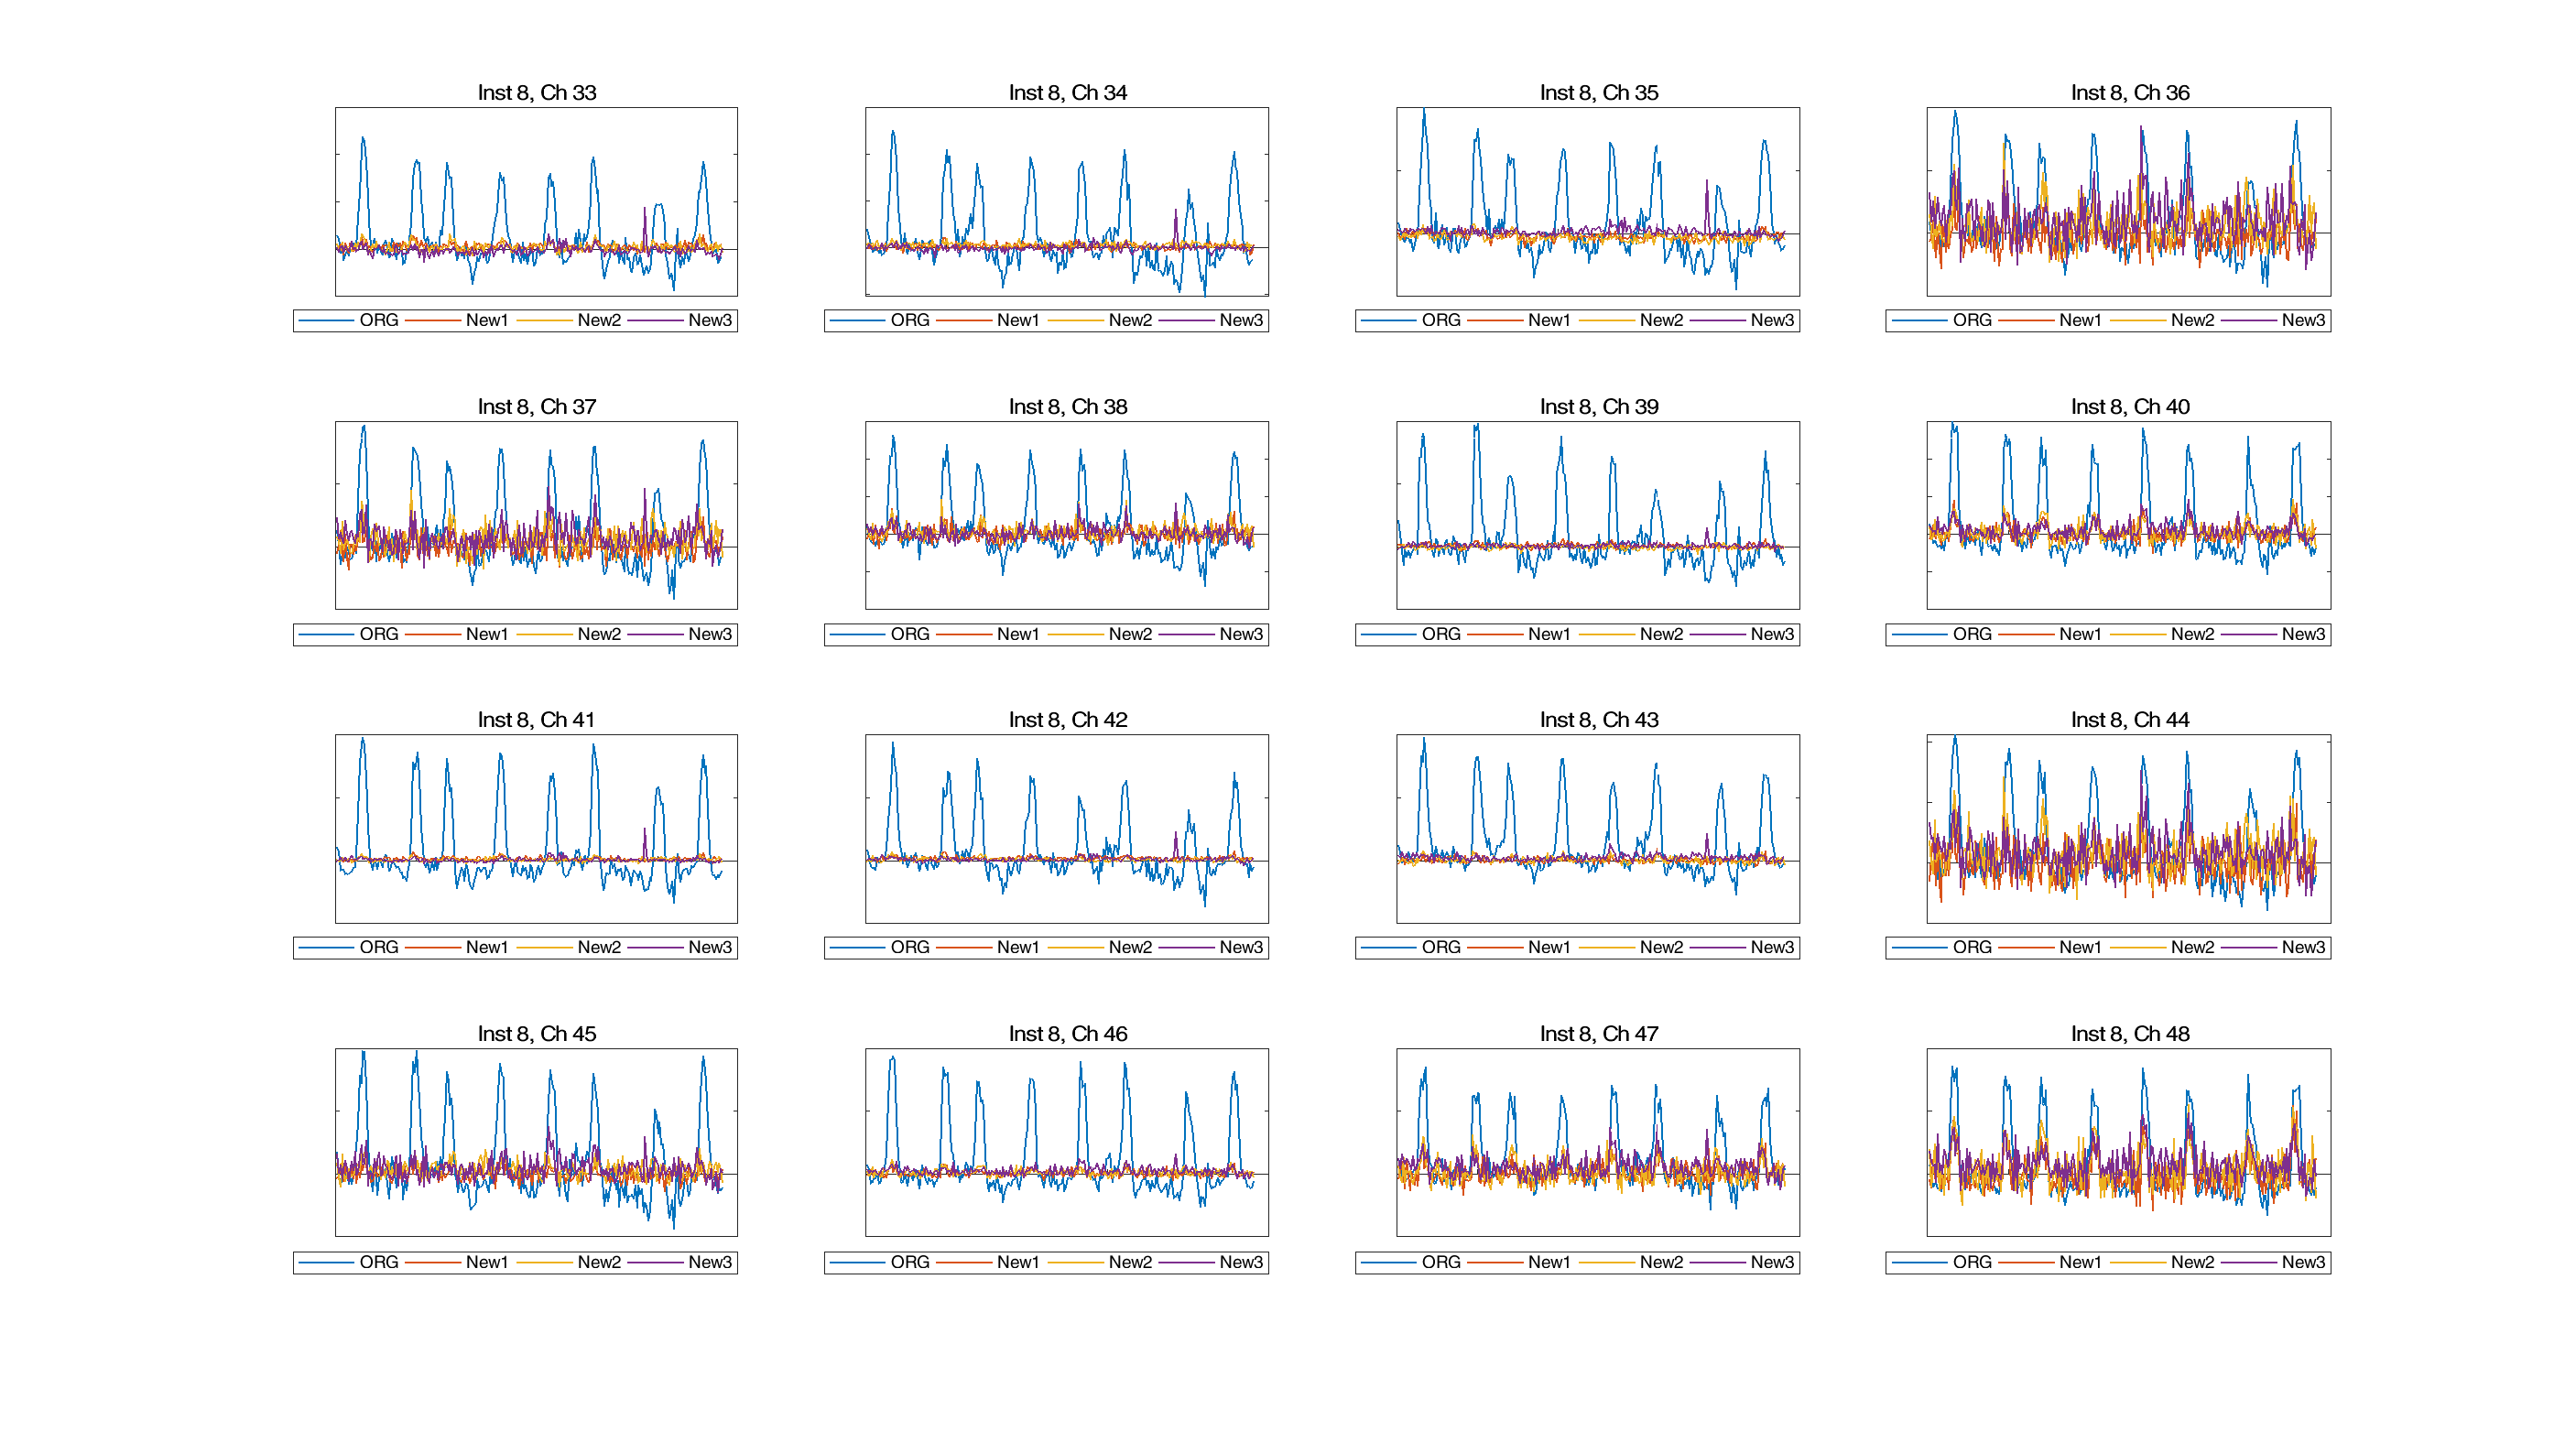 Inst 8, Ch 33
Inst 8, Ch 34
Inst 8, Ch 35
Inst 8, Ch 36
ORG New1 New2 New3
ORG New1 New2 New3
ORG New1 New2 New3
ORG New1 New2 New3
Inst 8, Ch 37
Inst 8, Ch 38
Inst 8, Ch 39
Inst 8, Ch 40
ORG New1 New2 New3
ORG New1 New2 New3
ORG New1 New2 New3
ORG New1 New2 New3
Inst 8, Ch 41
Inst 8, Ch 42
Inst 8, Ch 43
Inst 8, Ch 44
ORG New1 New2 New3
ORG New1 New2 New3
ORG New1 New2 New3
ORG New1 New2 New3
Inst 8, Ch 45
Inst 8, Ch 46
Inst 8, Ch 47
Inst 8, Ch 48
ORG New1 New2 New3
ORG New1 New2 New3
ORG New1 New2 New3
ORG New1 New2 New3